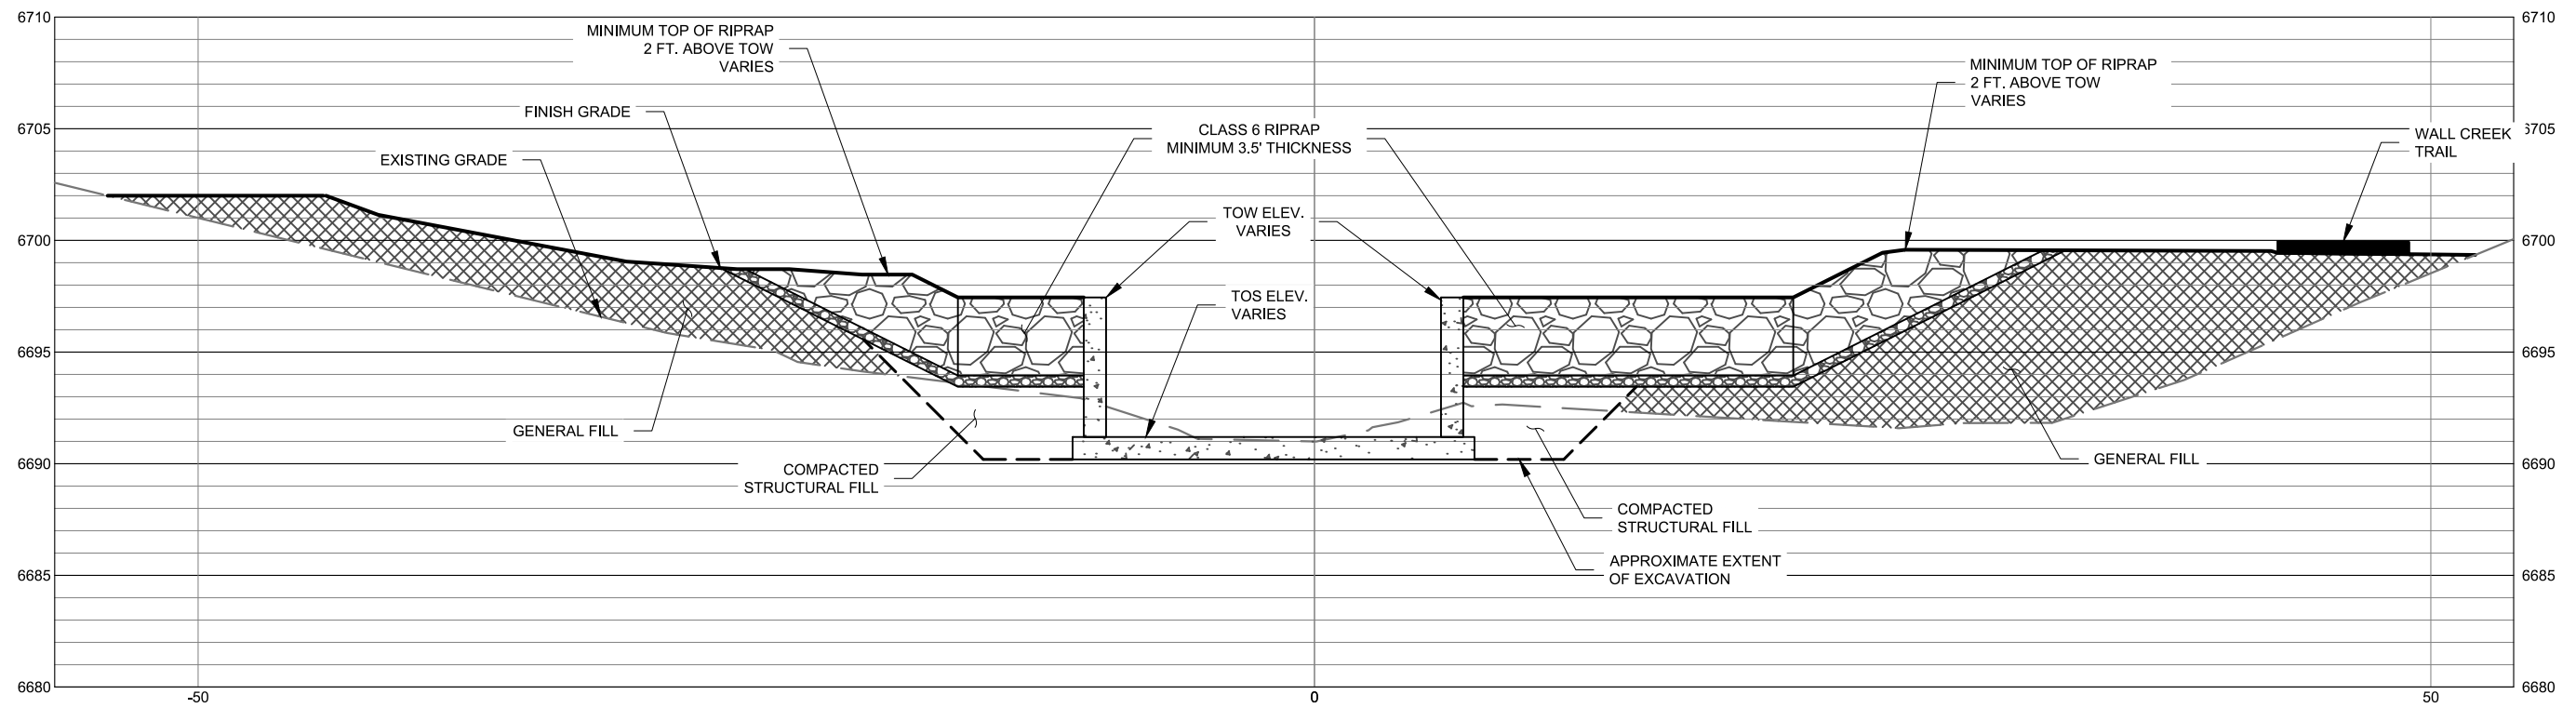 6710
6710
MINIMUM TOP OF RIPRAP
2 FT. ABOVE TOW
VARIES
MINIMUM TOP OF RIPRAP
2 FT. ABOVE TOW
VARIES
FINISH GRADE
6705
CLASS 6 RIPRAP
MINIMUM 3.5' THICKNESS
6705
WALL CREEK
TRAIL
EXISTING GRADE
TOW ELEV.
VARIES
6700
6700
TOS ELEV.
VARIES
6695
6695
GENERAL FILL
COMPACTED
STRUCTURAL FILL
GENERAL FILL
6690
6690
COMPACTED
STRUCTURAL FILL
APPROXIMATE EXTENT
OF EXCAVATION
6685
6685
6680
6680
-50
0
50